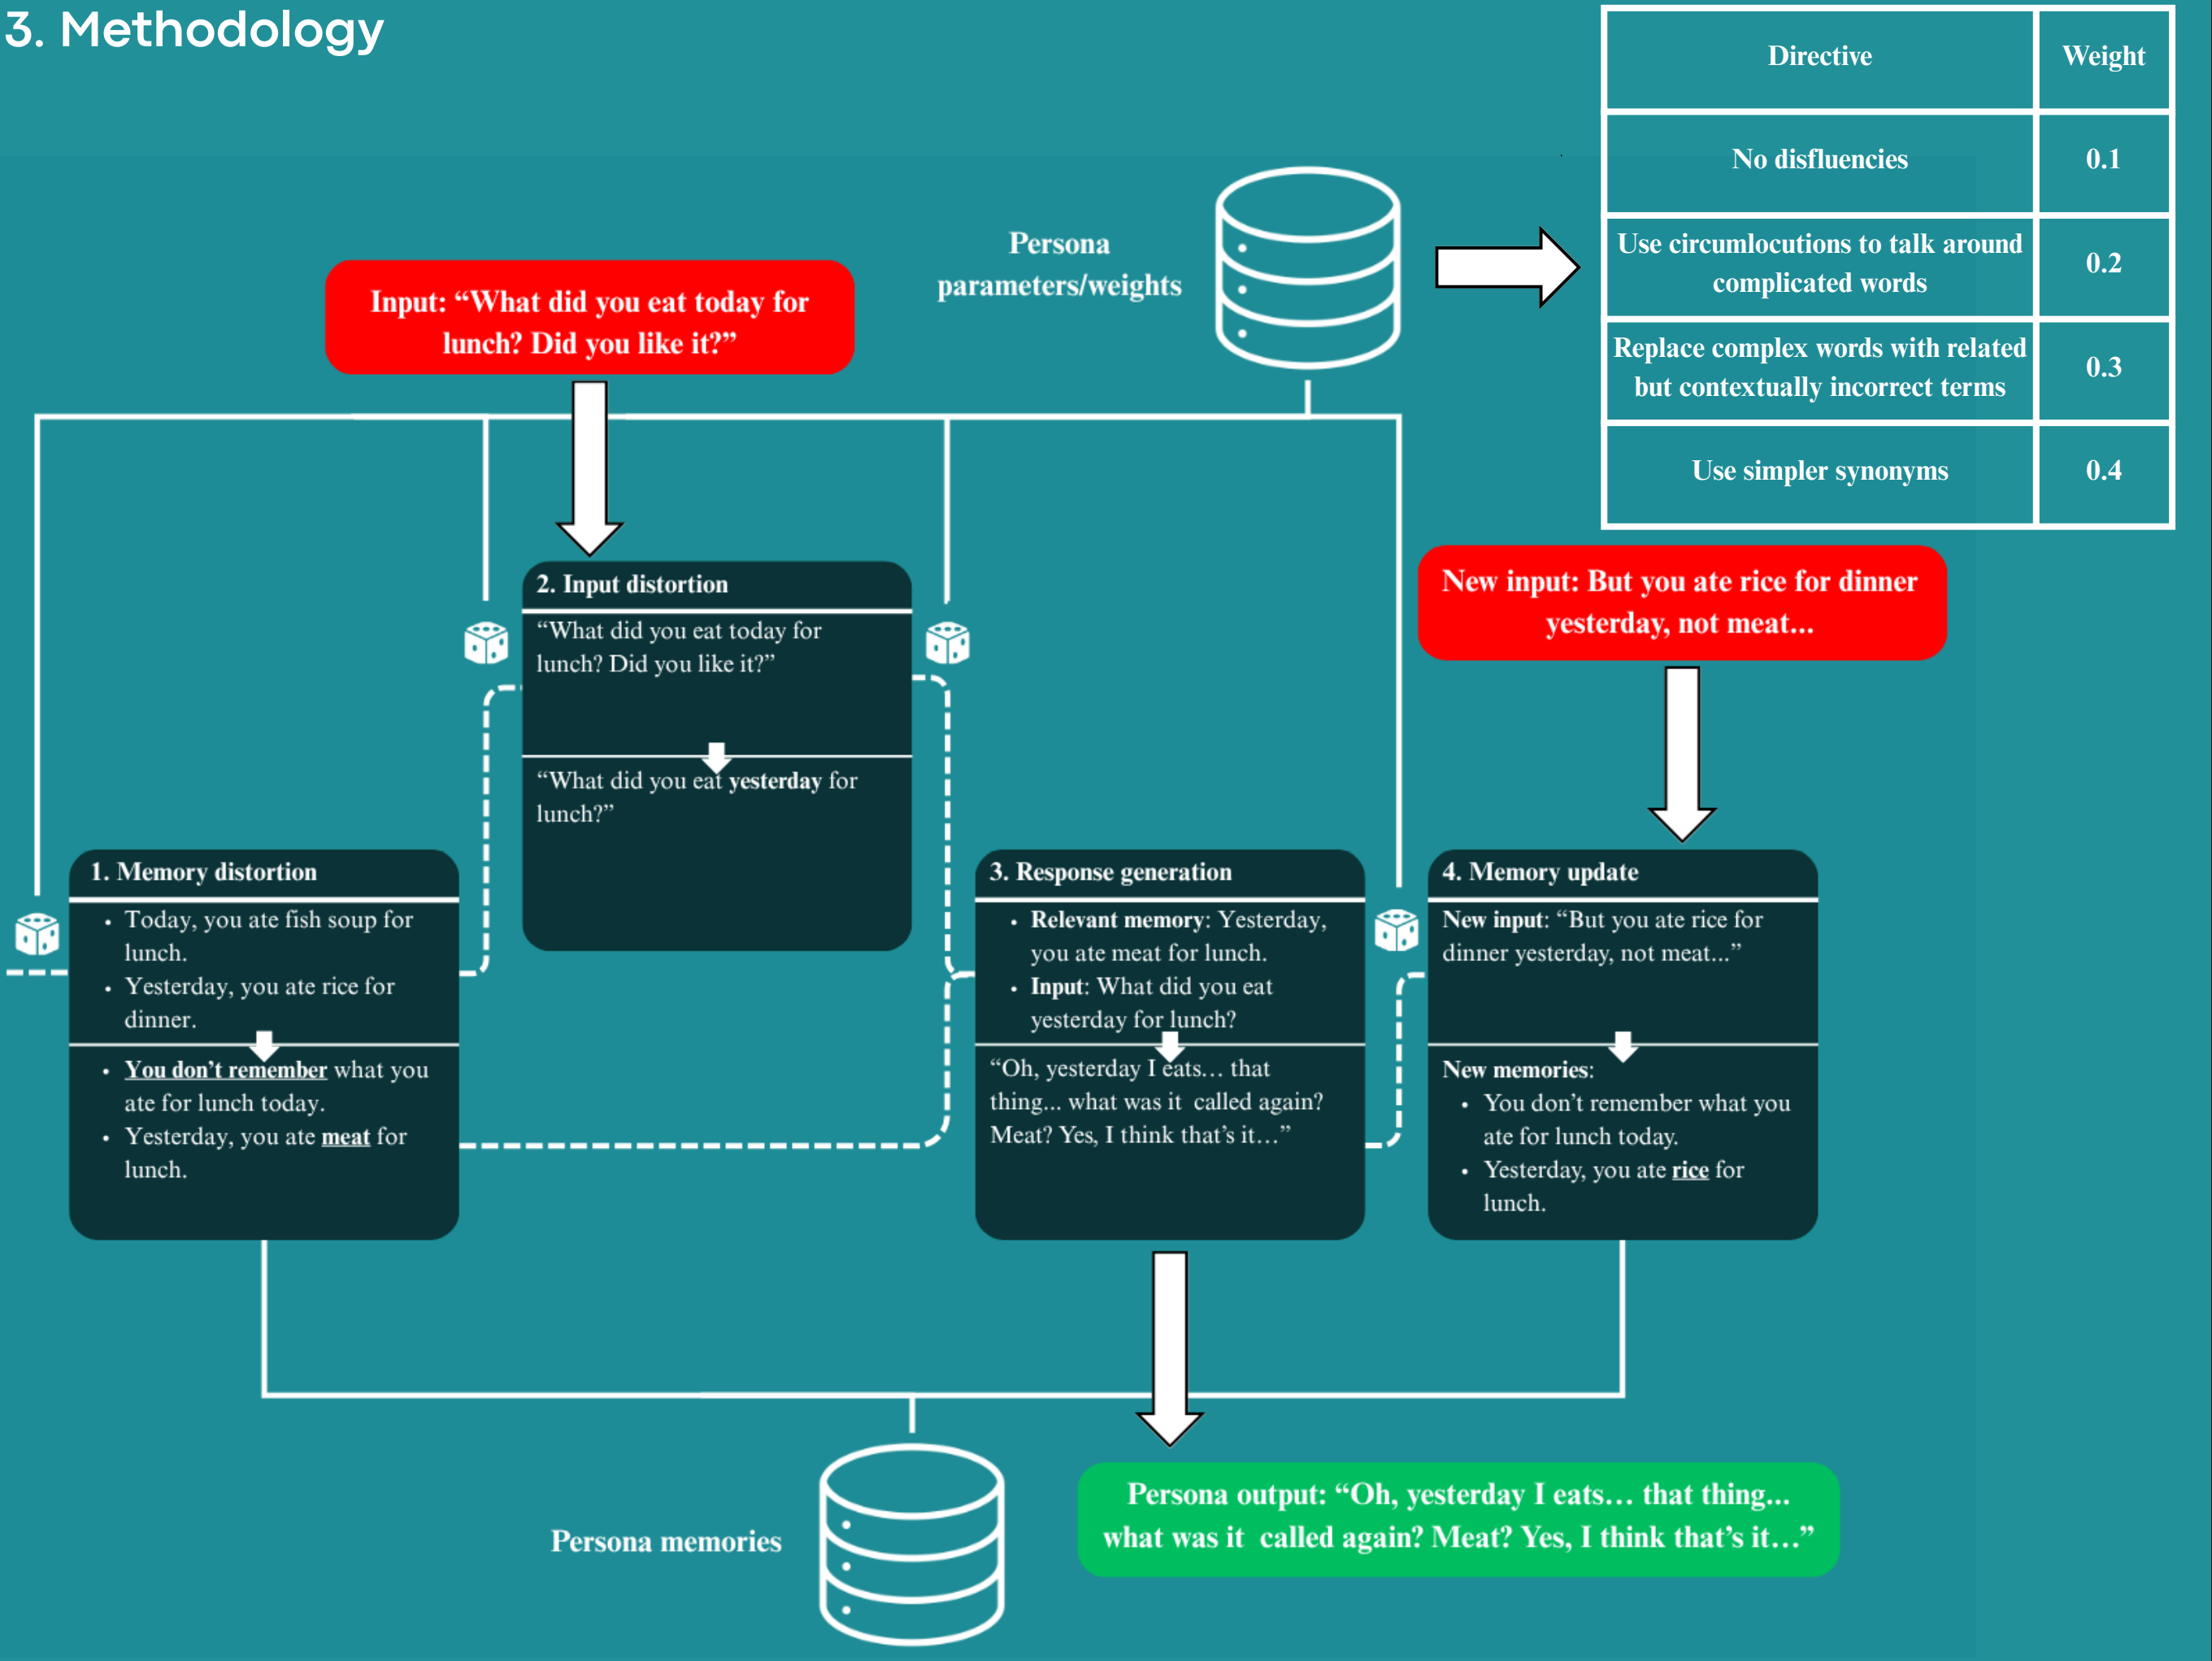 3. Methodology
Directive
Weight
No disfluencies
0.1
Use circumlocutions to talk around
complicated words
0.2
Replace complex words with related
but contextually incorrect terms
0.3
Use simpler synonyms
0.4
Persona
parameters/weights
Input: “What did you eat today for
lunch? Did you like it?”
New input: But you ate rice for dinner
yesterday, not meat...
2. Input distortion
“What did you eat today for
lunch? Did you like it?”
“What did you eat yesterday for
lunch?”
1. Memory distortion
• Today, you ate fish soup for
lunch.
• Yesterday, you ate rice for
dinner.
• You don’t remember what you
ate for lunch today.
• Yesterday, you ate meat for
lunch.
3. Response generation
• Relevant memory: Yesterday,
you ate meat for lunch.
• Input: What did you eat
yesterday for lunch?
“Oh, yesterday I eats… that
thing... what was it  called again?
Meat? Yes, I think that’s it…”
4. Memory update
New input: “But you ate rice for
dinner yesterday, not meat...”
New memories:
• You don’t remember what you
ate for lunch today.
• Yesterday, you ate rice for
lunch.
Persona memories
Persona output: “Oh, yesterday I eats… that thing...
what was it  called again? Meat? Yes, I think that’s it…”